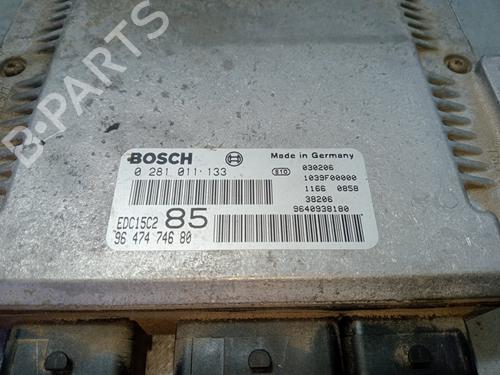 B-PARTS
BOSCH
Made in Germany
0 281 011 133
610
030206
1039F00000
1166 0858
EDC15C2 85
38206
96 474 746 80
9640938180